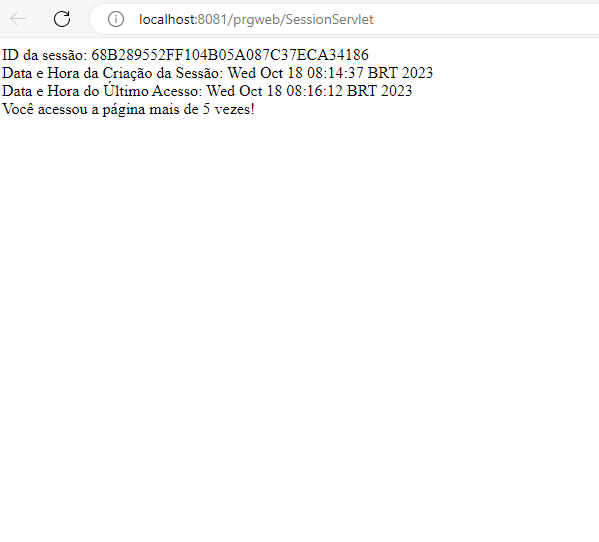 localhost:8081/prgweb/SessionServlet
ID da sessão: 68B289552FF104B05A087C37ECA34186
Data e Hora da Criação da Sessão: Wed Oct 18 08:14:37 BRT 2023
Data e Hora do Último Acesso: Wed Oct 18 08:16:12 BRT 2023
Você acessou a página mais de 5 vezes!